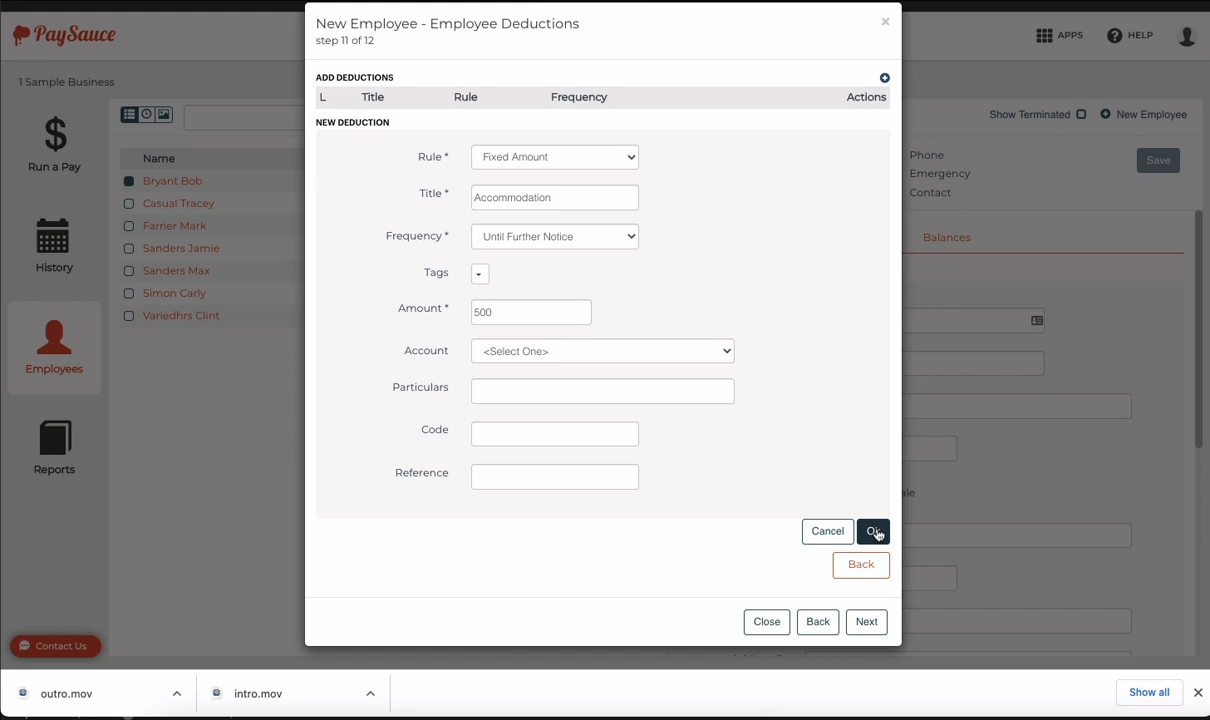 New Employee - Employee Deductions
×
step 11 of 12
PaySauce
APPS
HELP
1 Sample Business
ADD DEDUCTIONS
L Title Rule Frequency Actions
NEW DEDUCTION
Show Terminated
New Employee
Rule * Fixed Amount
Title * Accommodation
Frequency * Until Further Notice
Tags
Amount * 500
Account <Select One>
Particulars
Code
Reference
Cancel
Ok
Back
Close
Back
Next
Run a Pay
History
Employees
Reports
Name
Bryant Bob
Casual Tracey
Farrier Mark
Sanders Jamie
Sanders Max
Simon Carly
Variedhrs Clint
Phone
Emergency
Contact
Save
Balances
Contact Us
outro.mov
intro.mov
Show all